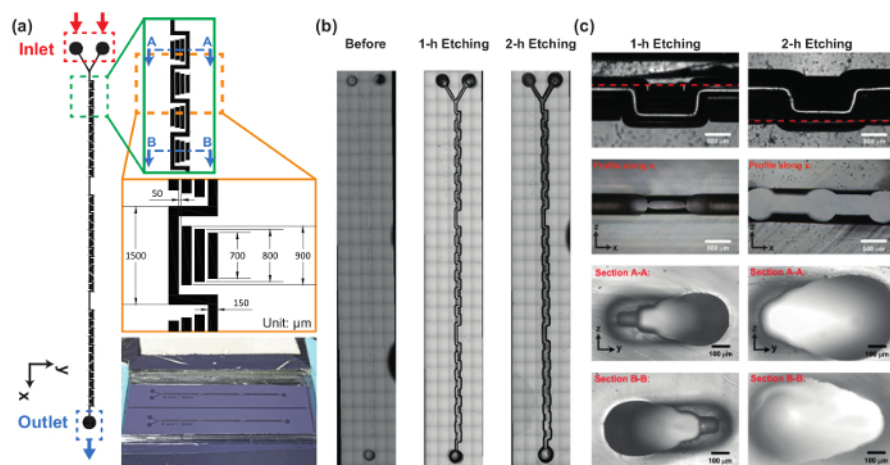 (a)
Inlet
A
A
B
B
50
1500
700
800
900
150
Unit: µm
y
x
Outlet
(b)
Before
1-h Etching
2-h Etching
(c)
1-h Etching
2-h Etching
500 µm
500 µm
Profile along x:
z
x
500 µm
500 µm
Section A-A:
z
y
100 µm
Section A-A:
100 µm
Section B-B:
100 µm
Section B-B:
100 µm